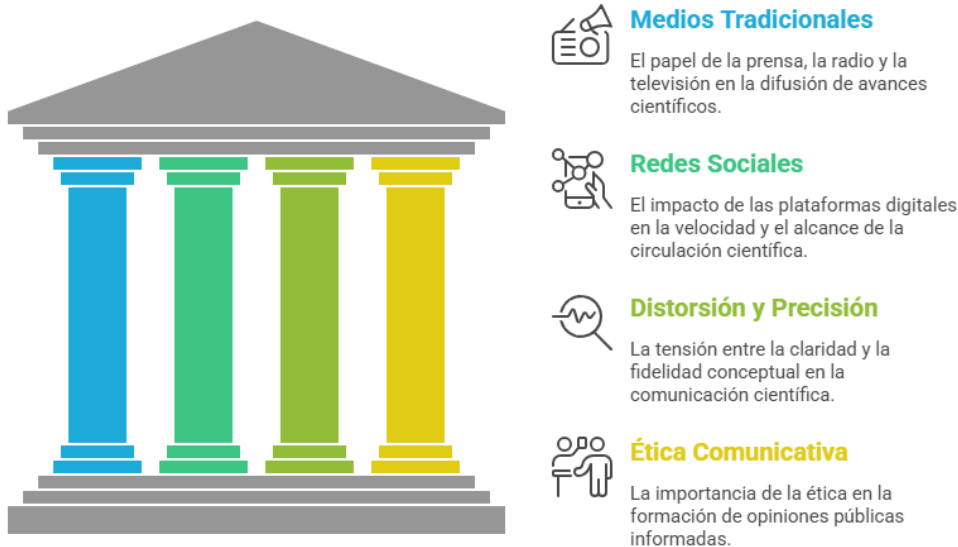 Medios Tradicionales
El papel de la prensa, la radio y la
televisión en la difusión de avances
científicos.
Redes Sociales
El impacto de las plataformas digitales
en la velocidad y el alcance de la
circulación científica.
Distorsión y Precisión
La tensión entre la claridad y la
fidelidad conceptual en la
comunicación científica.
Ética Comunicativa
La importancia de la ética en la
formación de opiniones públicas
informadas.